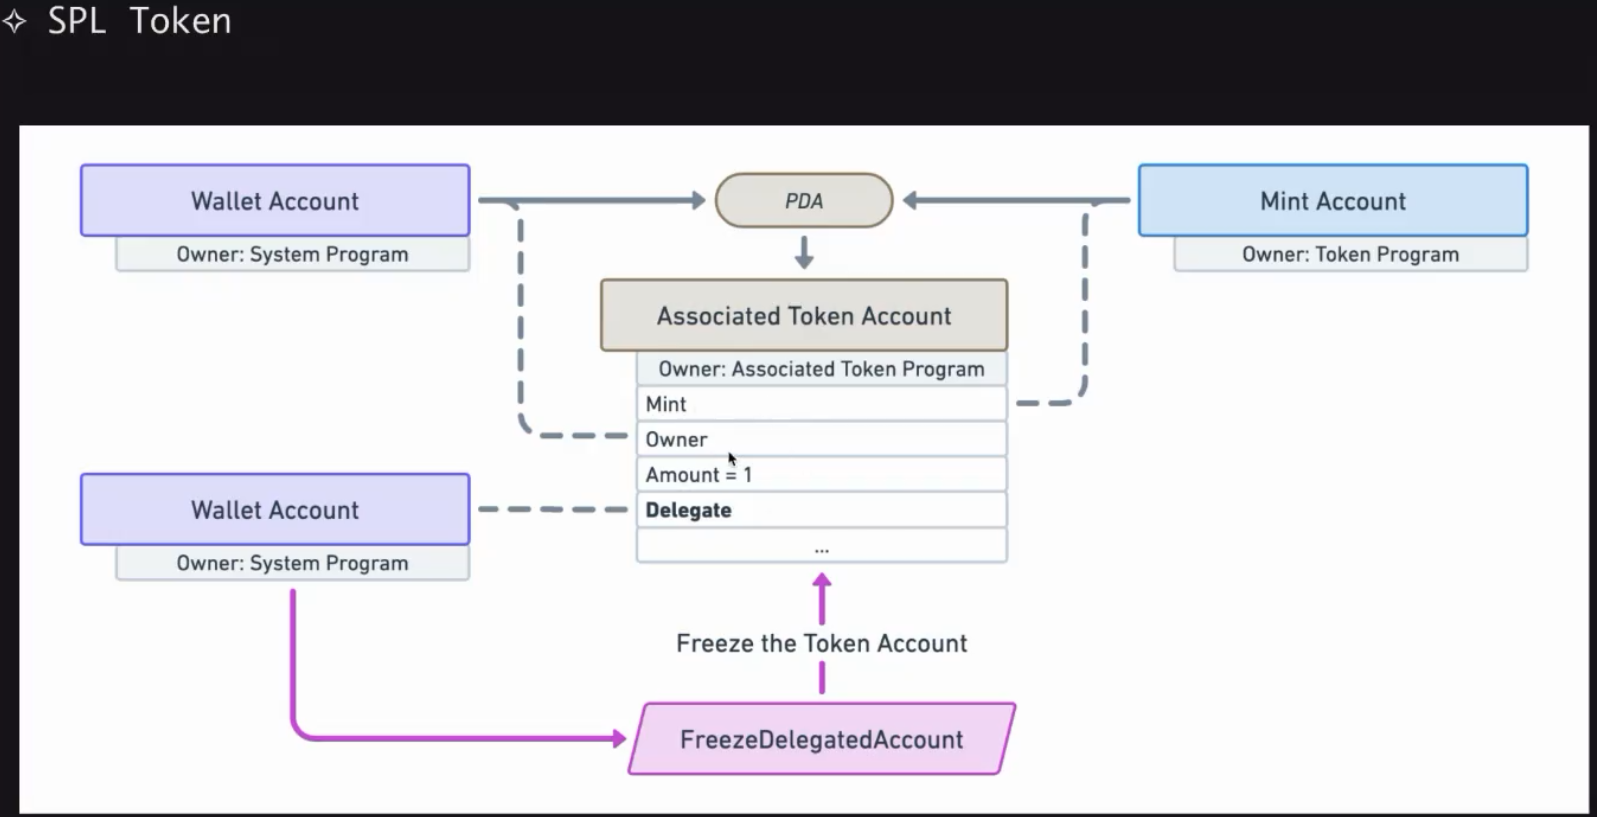 ✧ SPL Token
Wallet Account
Owner: System Program
PDA
Mint Account
Owner: Token Program
Associated Token Account
Owner: Associated Token Program
Mint
Owner
Amount = 1
Delegate
...
Wallet Account
Owner: System Program
Freeze the Token Account
FreezeDelegatedAccount